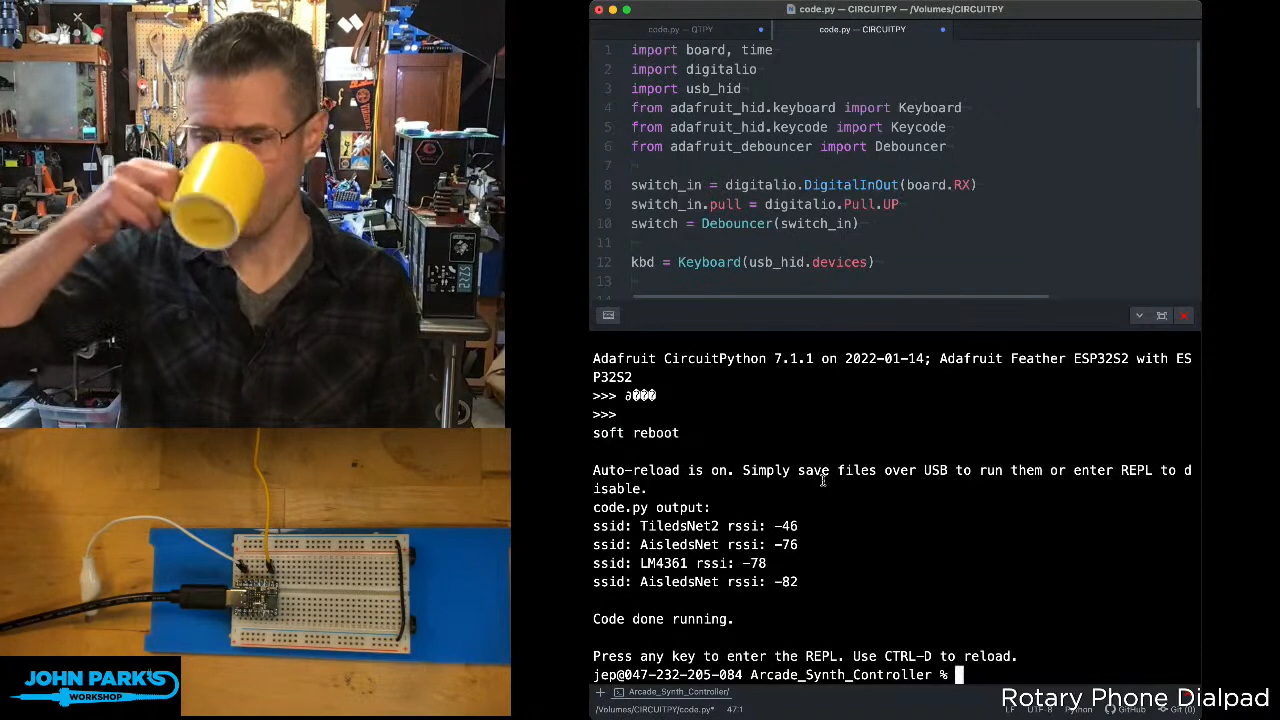 code.py — CIRCUITPY — /Volumes/CIRCUITPY
code.py — QTPY
code.py — CIRCUITPY
1 import board, time
2 import digitalio
3 import usb_hid
4 from adafruit_hid.keyboard import Keyboard
5 from adafruit_hid.keycode import Keycode
6 from adafruit_debouncer import Debouncer
7
8 switch_in = digitalio.DigitalInOut(board.RX)
9 switch_in.pull = digitalio.Pull.UP
10 switch = Debouncer(switch_in)
11
12 kbd = Keyboard(usb_hid.devices)
13
14
Adafruit CircuitPython 7.1.1 on 2022-01-14; Adafruit Feather ESP32S2 with ES
P32S2
>>> ∂���
>>>
soft reboot
Auto-reload is on. Simply save files over USB to run them or enter REPL to d
isable.
code.py output:
ssid: TiledsNet2 rssi: -46
ssid: AisledsNet rssi: -76
ssid: LM4361 rssi: -78
ssid: AisledsNet rssi: -82
Code done running.
Press any key to enter the REPL. Use CTRL-D to reload.
jep@047-232-205-084 Arcade_Synth_Controller %
Arcade_Synth_Controller/
/Volumes/CIRCUITPY/code.py* 47:1
Rotary Phone Dialpad
JOHN PARK'S
WORKSHOP